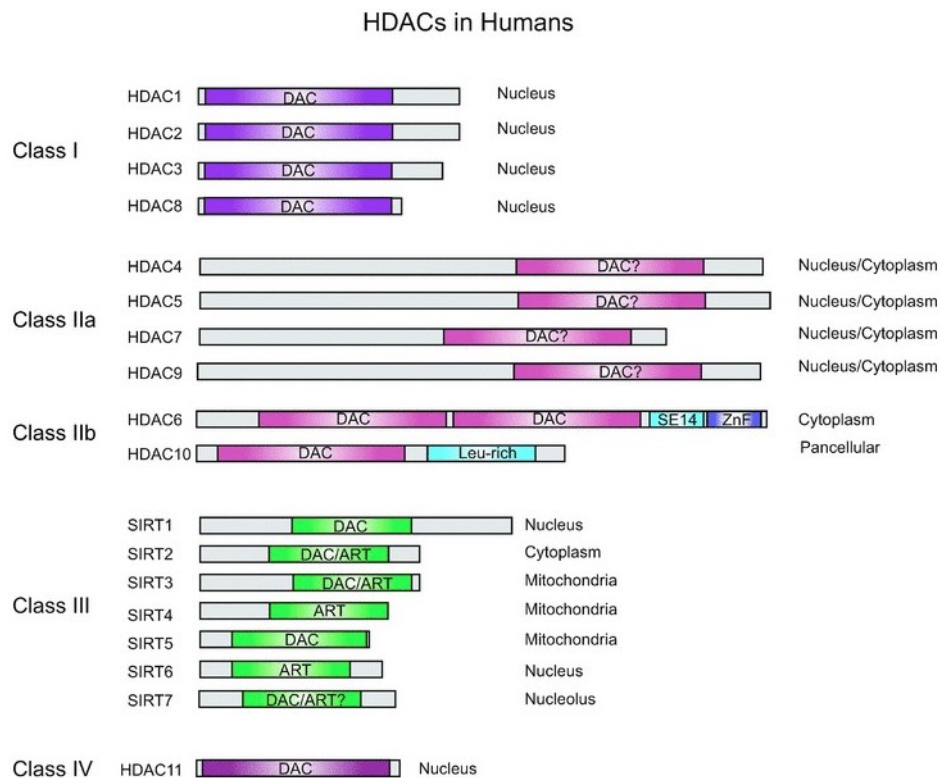 HDACs in Humans
Class I
HDAC1 DAC Nucleus
HDAC2 DAC Nucleus
HDAC3 DAC Nucleus
HDAC8 DAC Nucleus
Class IIa
HDAC4 DAC? Nucleus/Cytoplasm
HDAC5 DAC? Nucleus/Cytoplasm
HDAC7 DAC? Nucleus/Cytoplasm
HDAC9 DAC? Nucleus/Cytoplasm
Class IIb
HDAC6 DAC DAC SE14 ZnF Cytoplasm
HDAC10 DAC Leu-rich Pancellular
Class III
SIRT1 DAC Nucleus
SIRT2 DAC/ART Cytoplasm
SIRT3 DAC/ART Mitochondria
SIRT4 ART Mitochondria
SIRT5 DAC Mitochondria
SIRT6 ART Nucleus
SIRT7 DAC/ART? Nucleolus
Class IV HDAC11 DAC Nucleus